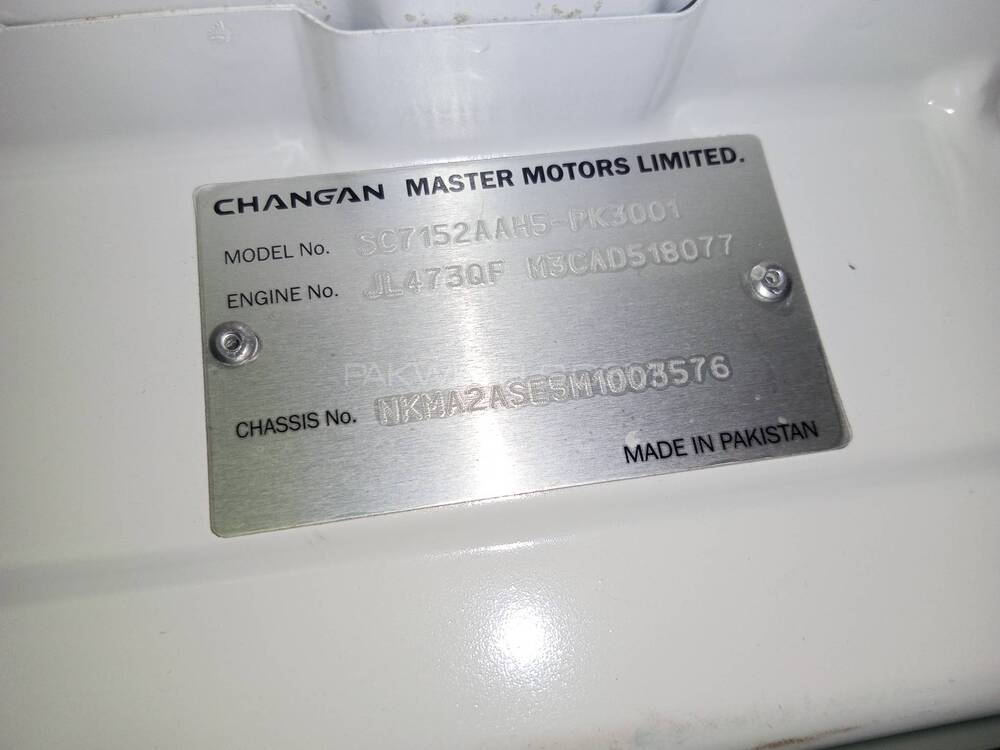 CHANGAN MASTER MOTORS LIMITED.
MODEL No. SC7152AAH5-PK3001
ENGINE No. JL473QF M3CAD518077
CHASSIS No. NKMA2ASE5M1003576
MADE IN PAKISTAN